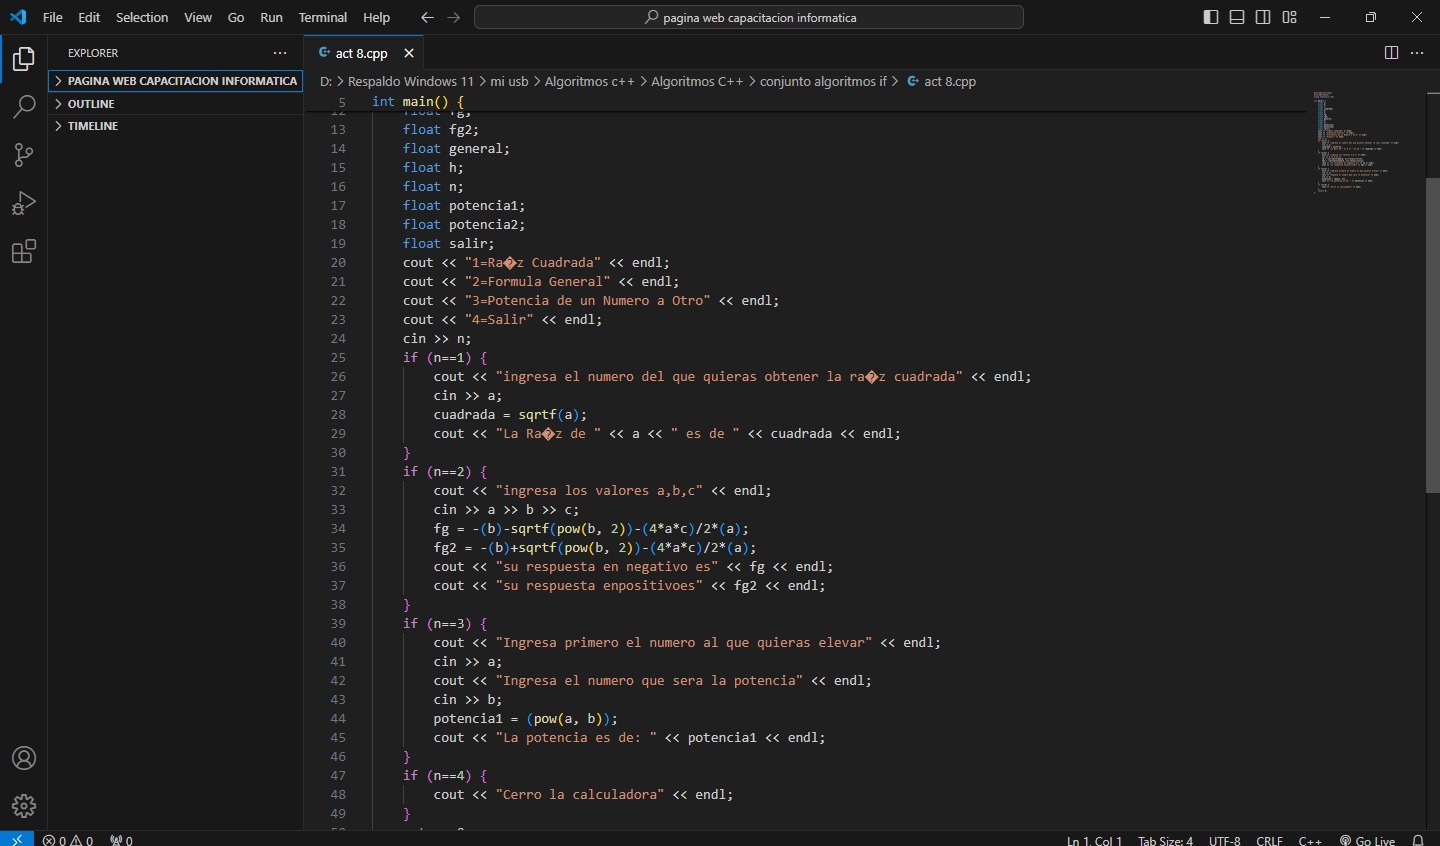 File Edit Selection View Go Run Terminal Help
pagina web capacitacion informatica
EXPLORER
PAGINA WEB CAPACITACION INFORMATICA
OUTLINE
TIMELINE
act 8.cpp
D: > Respaldo Windows 11 > mi usb > Algoritmos c++ > Algoritmos C++ > conjunto algoritmos if > act 8.cpp
5 int main() {
13 float fg2;
14 float general;
15 float h;
16 float n;
17 float potencia1;
18 float potencia2;
19 float salir;
20 cout << "1=Ra�z Cuadrada" << endl;
21 cout << "2=Formula General" << endl;
22 cout << "3=Potencia de un Numero a Otro" << endl;
23 cout << "4=Salir" << endl;
24 cin >> n;
25 if (n==1) {
26 cout << "ingresa el numero del que quieras obtener la ra�z cuadrada" << endl;
27 cin >> a;
28 cuadrada = sqrtf(a);
29 cout << "La Ra�z de " << a << " es de " << cuadrada << endl;
30 }
31 if (n==2) {
32 cout << "ingresa los valores a,b,c" << endl;
33 cin >> a >> b >> c;
34 fg = -(b)-sqrtf(pow(b, 2))-(4*a*c)/2*(a);
35 fg2 = -(b)+sqrtf(pow(b, 2))-(4*a*c)/2*(a);
36 cout << "su respuesta en negativo es" << fg << endl;
37 cout << "su respuesta enpositivoes" << fg2 << endl;
38 }
39 if (n==3) {
40 cout << "Ingresa primero el numero al que quieras elevar" << endl;
41 cin >> a;
42 cout << "Ingresa el numero que sera la potencia" << endl;
43 cin >> b;
44 potencia1 = (pow(a, b));
45 cout << "La potencia es de: " << potencia1 << endl;
46 }
47 if (n==4) {
48 cout << "Cerro la calculadora" << endl;
49 }
0 0 0 Ln 1, Col 1 Tab Size: 4 UTF-8 CRLF C++ Go Live